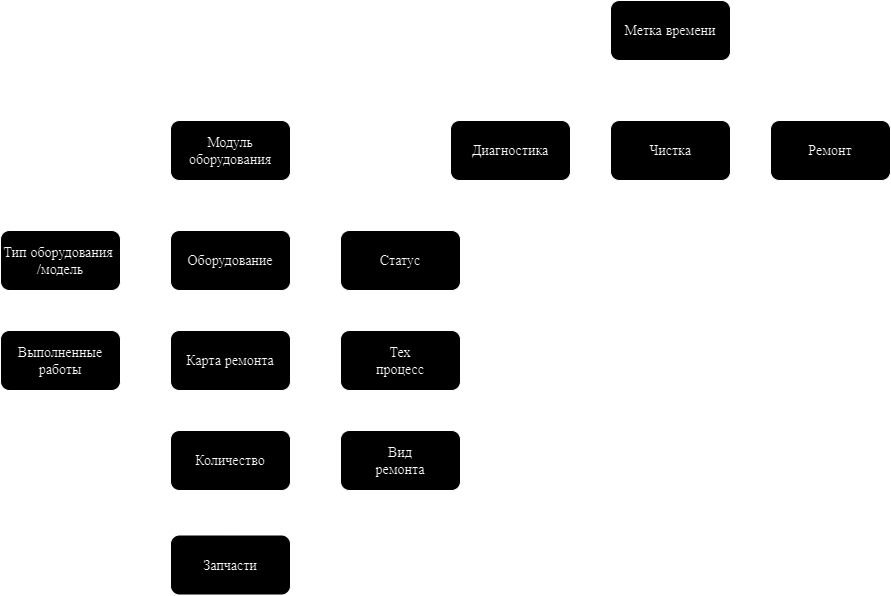 Метка времени
Модуль
оборудования
Диагностика
Чистка
Ремонт
Тип оборудования
/модель
Оборудование
Статус
Выполненные
работы
Карта ремонта
Тех
процесс
Количество
Вид
ремонта
Запчасти